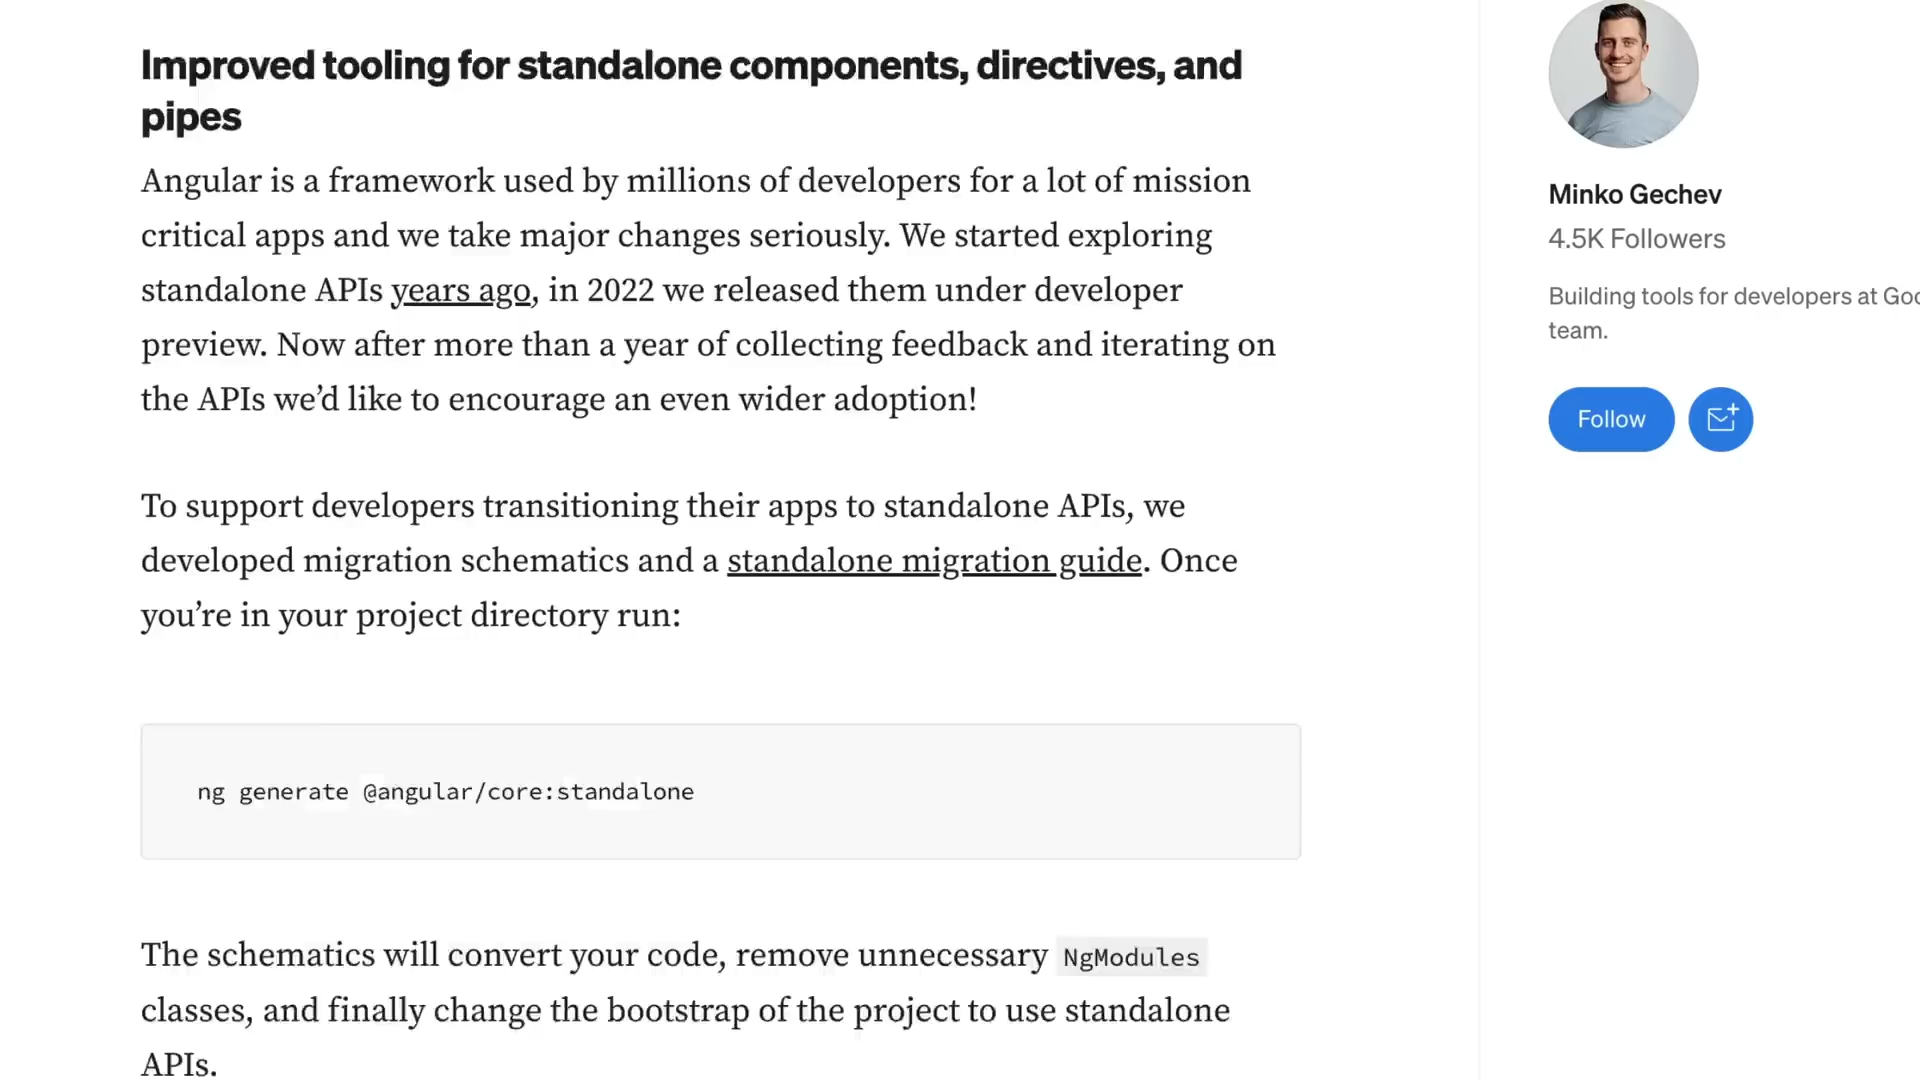 Improved tooling for standalone components, directives, and
pipes
Angular is a framework used by millions of developers for a lot of mission
critical apps and we take major changes seriously. We started exploring
standalone APIs years ago, in 2022 we released them under developer
preview. Now after more than a year of collecting feedback and iterating on
the APIs we’d like to encourage an even wider adoption!
To support developers transitioning their apps to standalone APIs, we
developed migration schematics and a standalone migration guide. Once
you’re in your project directory run:
ng generate @angular/core:standalone
The schematics will convert your code, remove unnecessary NgModules
classes, and finally change the bootstrap of the project to use standalone
APIs.
Minko Gechev
4.5K Followers
Building tools for developers at
team.
Follow